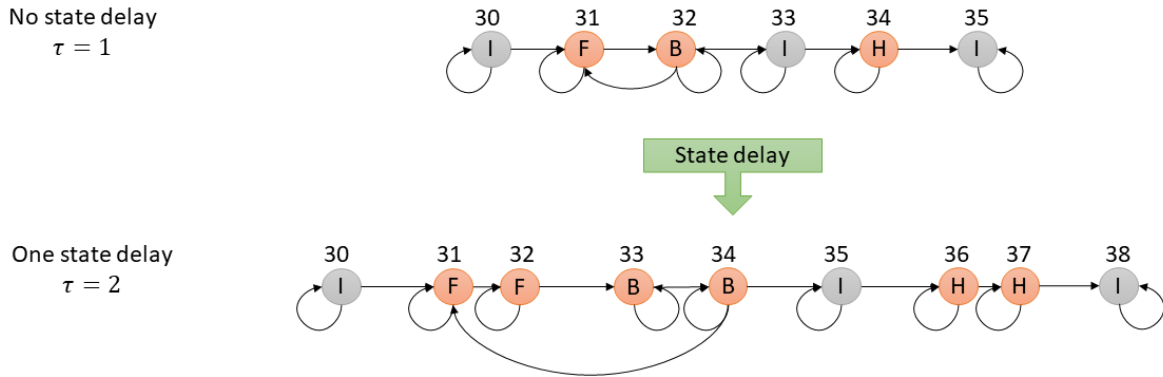 No state delay
τ = 1
30 31 32 33 34 35
I F B I H I
State delay
One state delay
τ = 2
30 31 32 33 34 35 36 37 38
I F F B B I H H I